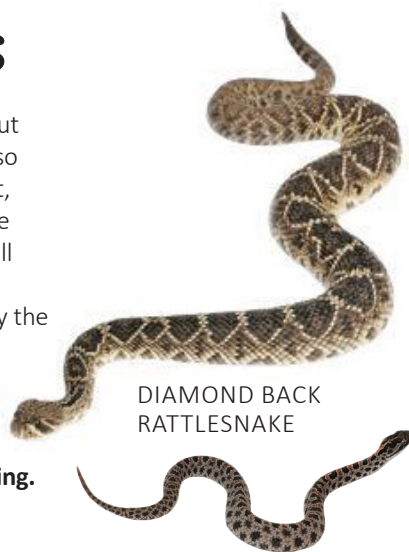 S
ut
so
t,
e
ll
y the
DIAMOND BACK
RATTLESNAKE
ing.